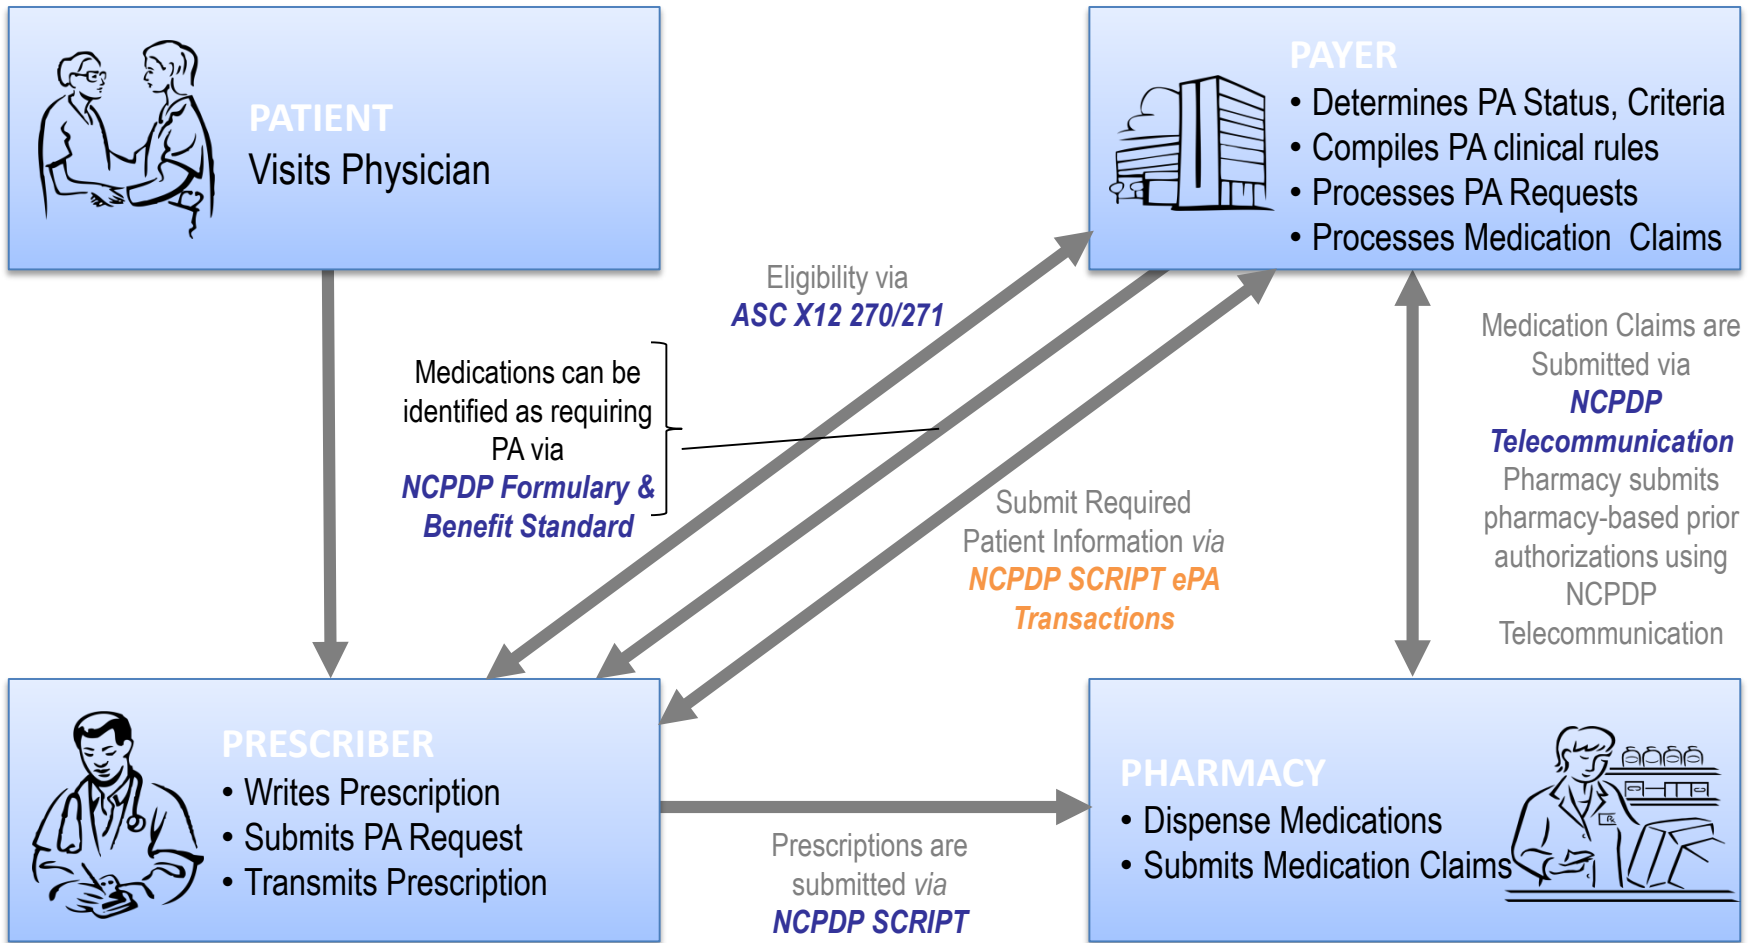 PATIENT
Visits Physician
PAYER
• Determines PA Status, Criteria
• Compiles PA clinical rules
• Processes PA Requests
• Processes Medication Claims
Eligibility via
ASC X12 270/271
Medications can be
identified as requiring
PA via
NCPDP Formulary &
Benefit Standard
Submit Required
Patient Information via
NCPDP SCRIPT ePA
Transactions
Medication Claims are
Submitted via
NCPDP
Telecommunication
Pharmacy submits
pharmacy-based prior
authorizations using
NCPDP
Telecommunication
PRESCRIBER
• Writes Prescription
• Submits PA Request
• Transmits Prescription
Prescriptions are
submitted via
NCPDP SCRIPT
PHARMACY
• Dispense Medications
• Submits Medication Claims